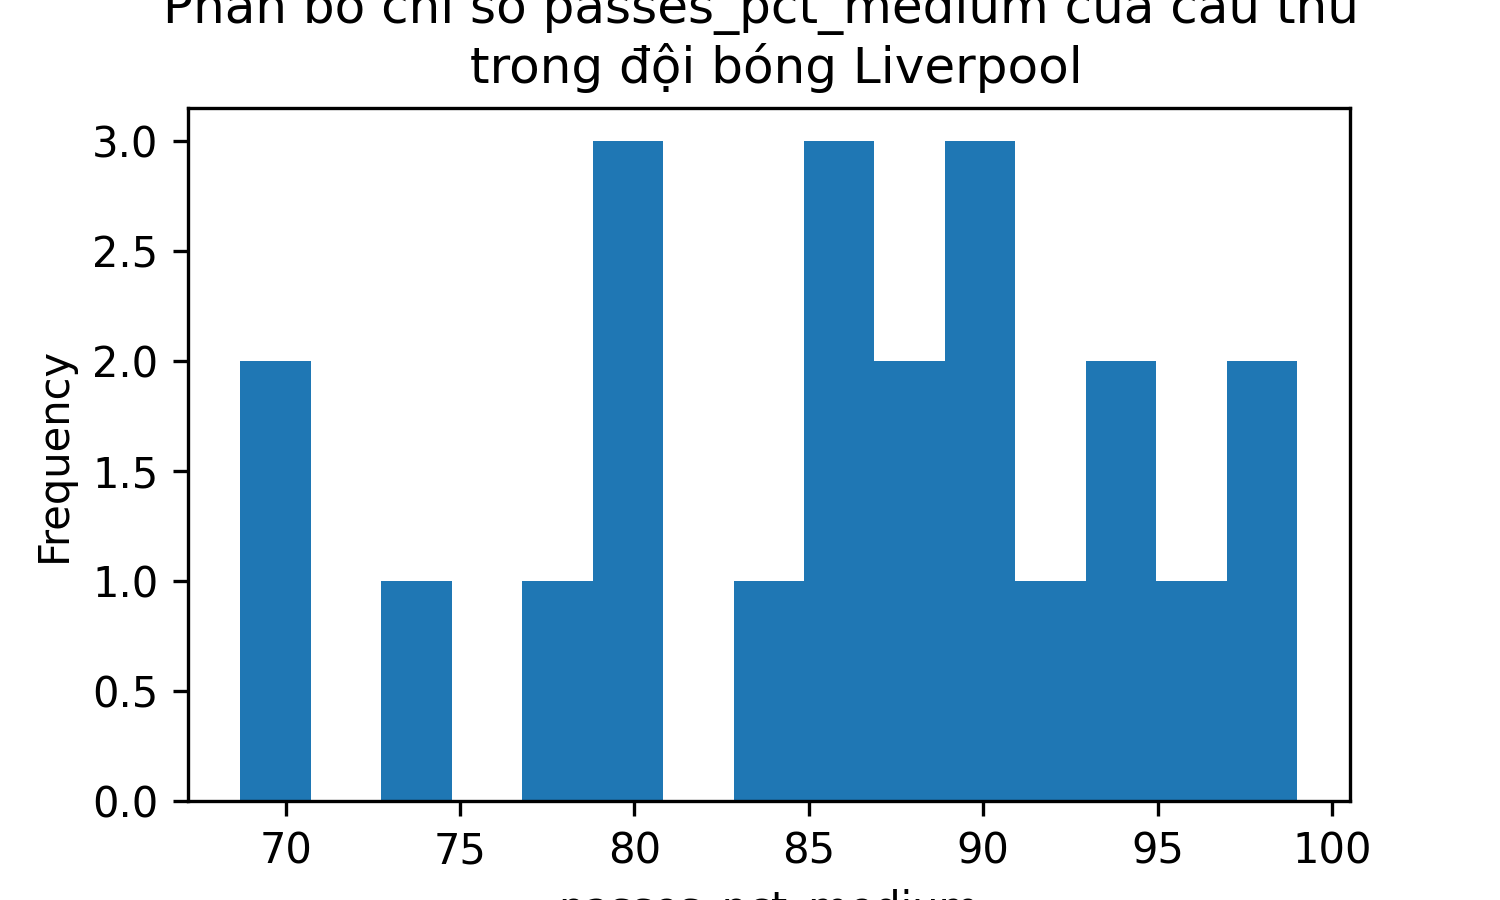 Phân bố chỉ số passes_pct_medium của cầu thủ
trong đội bóng Liverpool
3.0
2.5
2.0
1.5
1.0
0.5
0.0
Frequency
70 75 80 85 90 95 100
passes_pct_medium